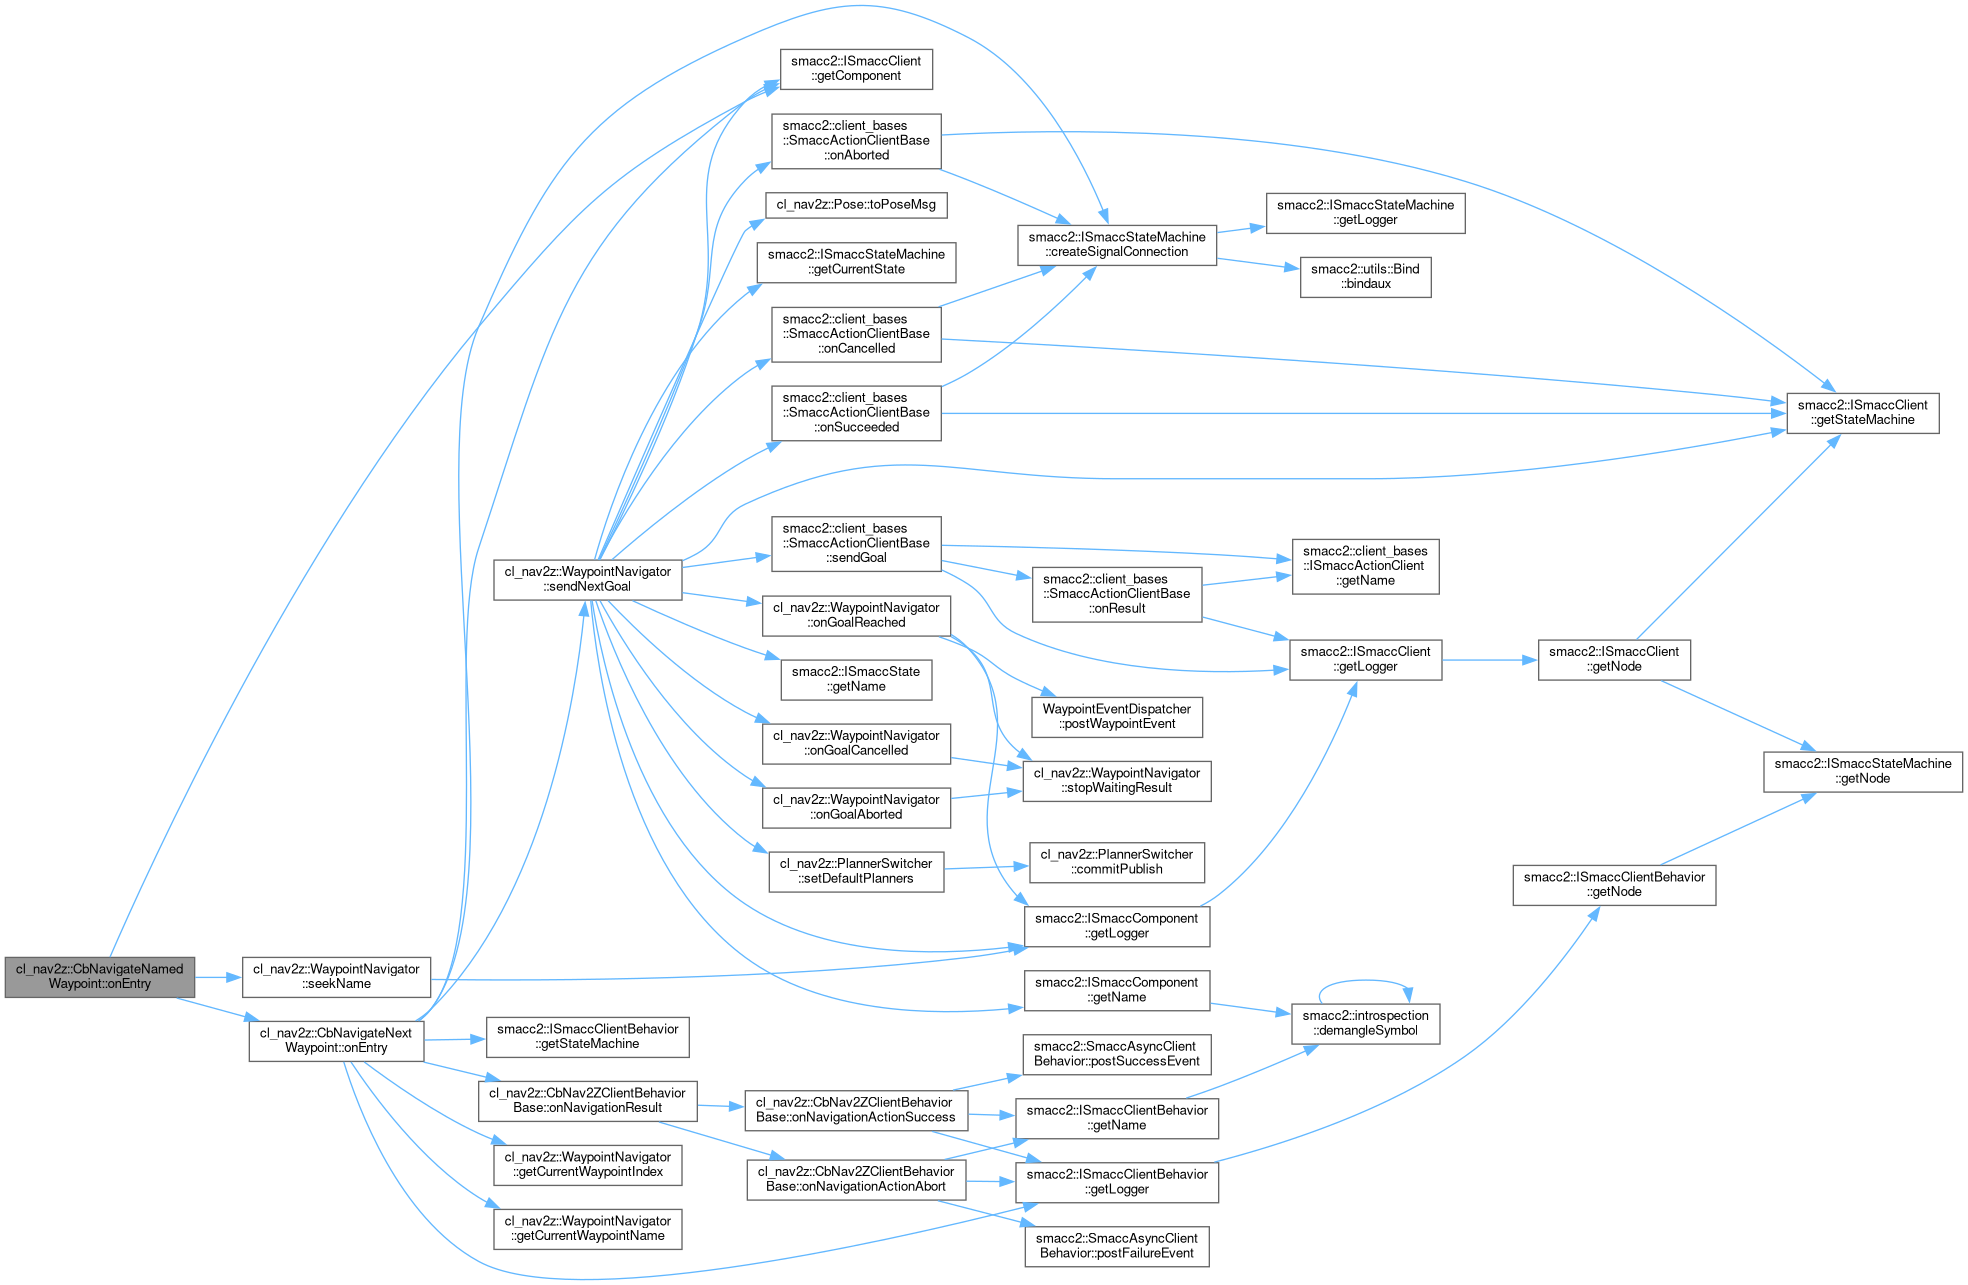 smacc2::ISmaccClient
::getComponent
smacc2::client_bases
::SmaccActionClientBase
::onAborted
cl_nav2z::Pose::toPoseMsg
smacc2::ISmaccStateMachine
::getLogger
smacc2::ISmaccStateMachine
::createSignalConnection
smacc2::ISmaccStateMachine
::getCurrentState
smacc2::utils::Bind
::bindaux
smacc2::client_bases
::SmaccActionClientBase
::onCancelled
smacc2::client_bases
::SmaccActionClientBase
::onSucceeded
smacc2::ISmaccClient
::getStateMachine
smacc2::client_bases
::SmaccActionClientBase
::sendGoal
smacc2::client_bases
::ISmaccActionClient
::getName
cl_nav2z::WaypointNavigator
::sendNextGoal
smacc2::client_bases
::SmaccActionClientBase
::onResult
cl_nav2z::WaypointNavigator
::onGoalReached
smacc2::ISmaccClient
::getLogger
smacc2::ISmaccClient
::getNode
smacc2::ISmaccState
::getName
WaypointEventDispatcher
::postWaypointEvent
cl_nav2z::WaypointNavigator
::onGoalCancelled
cl_nav2z::WaypointNavigator
::stopWaitingResult
smacc2::ISmaccStateMachine
::getNode
cl_nav2z::WaypointNavigator
::onGoalAborted
cl_nav2z::PlannerSwitcher
::setDefaultPlanners
cl_nav2z::PlannerSwitcher
::commitPublish
smacc2::ISmaccClientBehavior
::getNode
smacc2::ISmaccComponent
::getLogger
cl_nav2z::CbNavigateNamed
Waypoint::onEntry
cl_nav2z::WaypointNavigator
::seekName
smacc2::ISmaccComponent
::getName
smacc2::introspection
::demangleSymbol
cl_nav2z::CbNavigateNext
Waypoint::onEntry
smacc2::ISmaccClientBehavior
::getStateMachine
smacc2::SmaccAsyncClient
Behavior::postSuccessEvent
cl_nav2z::CbNav2ZClientBehavior
Base::onNavigationResult
cl_nav2z::CbNav2ZClientBehavior
Base::onNavigationActionSuccess
smacc2::ISmaccClientBehavior
::getName
cl_nav2z::WaypointNavigator
::getCurrentWaypointIndex
cl_nav2z::CbNav2ZClientBehavior
Base::onNavigationActionAbort
smacc2::ISmaccClientBehavior
::getLogger
cl_nav2z::WaypointNavigator
::getCurrentWaypointName
smacc2::SmaccAsyncClient
Behavior::postFailureEvent